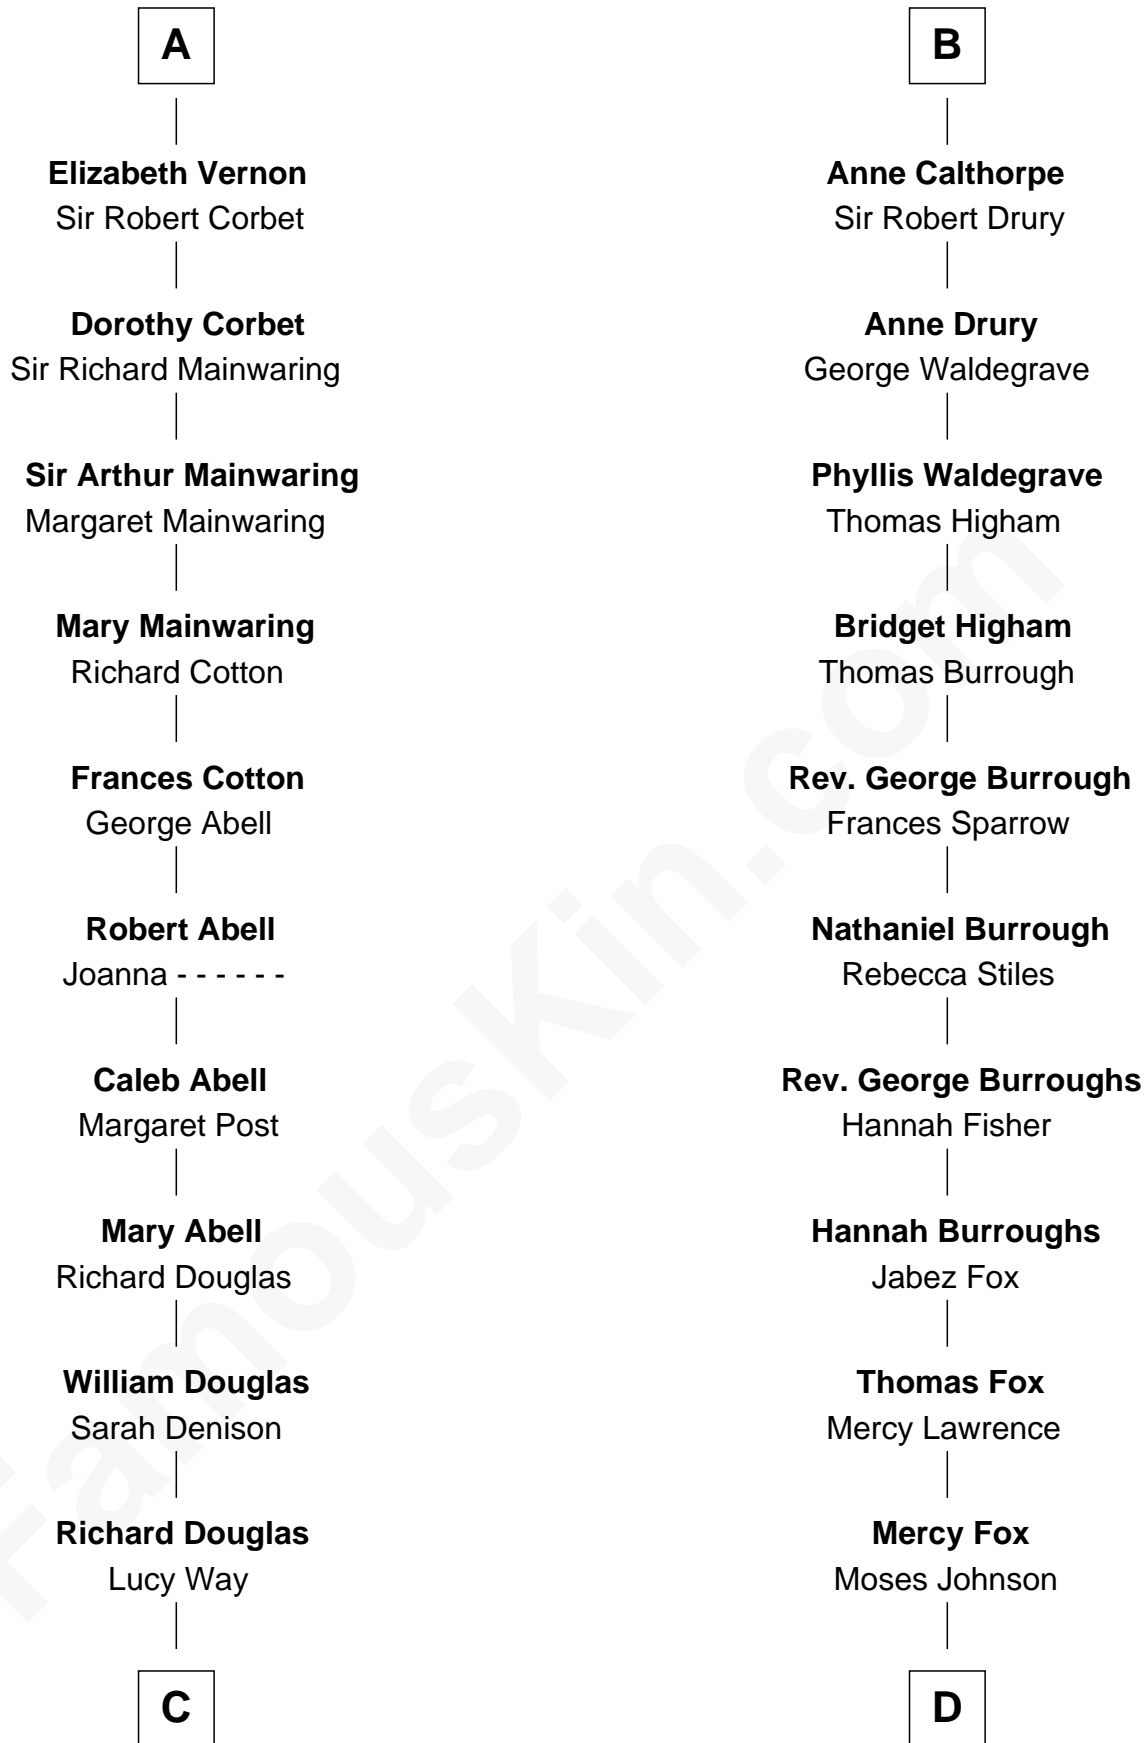 A
Elizabeth Vernon
Sir Robert Corbet
Dorothy Corbet
Sir Richard Mainwaring
Sir Arthur Mainwaring
Margaret Mainwaring
Mary Mainwaring
Richard Cotton
Frances Cotton
George Abell
Robert Abell
Joanna - - - - - -
Caleb Abell
Margaret Post
Mary Abell
Richard Douglas
William Douglas
Sarah Denison
Richard Douglas
Lucy Way
C
B
Anne Calthorpe
Sir Robert Drury
Anne Drury
George Waldegrave
Phyllis Waldegrave
Thomas Higham
Bridget Higham
Thomas Burrough
Rev. George Burrough
Frances Sparrow
Nathaniel Burrough
Rebecca Stiles
Rev. George Burroughs
Hannah Fisher
Hannah Burroughs
Jabez Fox
Thomas Fox
Mercy Lawrence
Mercy Fox
Moses Johnson
D
FamousKin.com